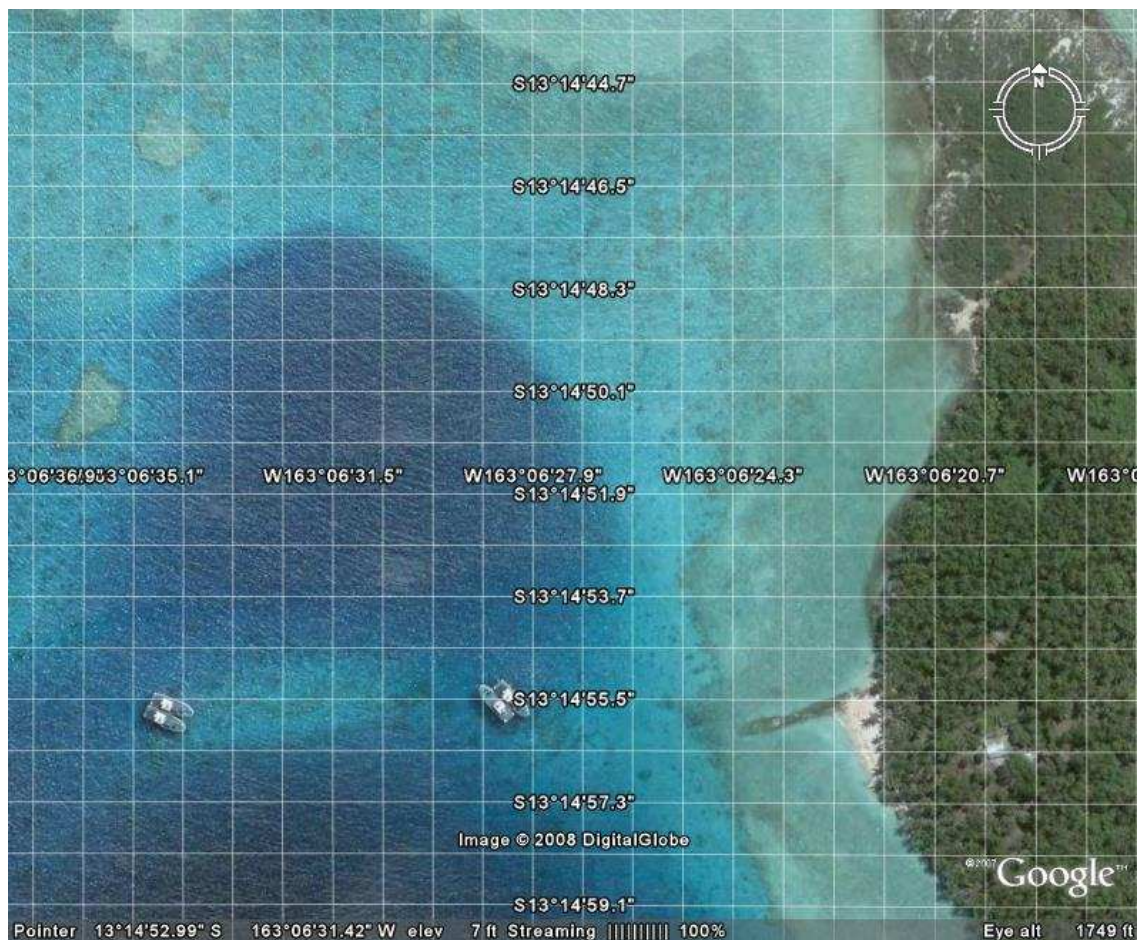 N
S13°14'44.7"
S13°14'46.5"
S13°14'48.3"
S13°14'50.1"
W163°06'31.5" W163°06'27.9" W163°06'24.3" W163°06'20.7"
S13°14'51.9"
S13°14'53.7"
S13°14'55.5"
S13°14'57.3"
Image © 2008 DigitalGlobe
©2007 Google™
S13°14'59.1"
Pointer 13°14'52.99" S 163°06'31.42" W elev 7 ft Streaming |||||||||| 100% Eye alt 1749 ft